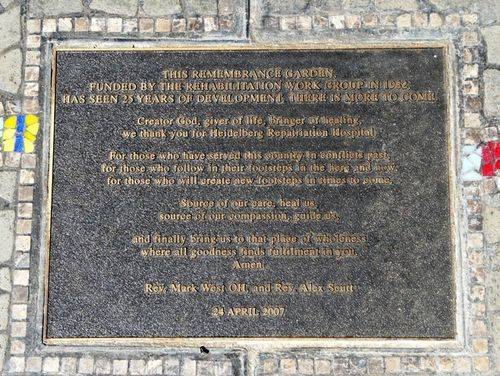 THIS REMEMBRANCE GARDEN,
FUNDED BY THE REHABILITATION WORK GROUP IN 1982,
HAS SEEN 25 YEARS OF DEVELOPMENT. THERE IS MORE TO COME.
Creator God, giver of life, bringer of healing,
we thank you for Heidelberg Repatriation Hospital
For those who have served this country in conflicts past,
for those who follow in their footsteps in the here and now,
for those who will create new footsteps in times to come.
Source of our care, heal us,
source of our compassion, guide us,
and finally bring us to that place of wholeness
where all goodness finds fulfilment in you.
Amen.
Rev. Mark West OH, and Rev. Alex Scutt
24 APRIL 2007